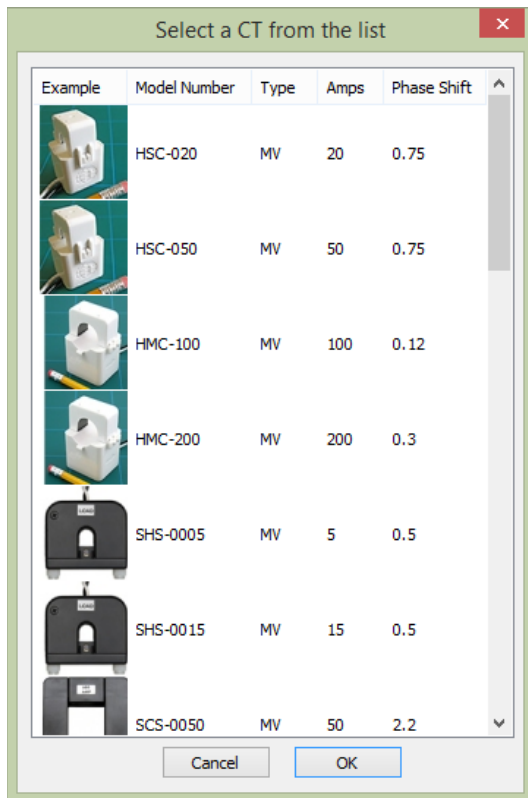 Select a CT from the list
Example Model Number Type Amps Phase Shift
HSC-020 MV 20 0.75
HSC-050 MV 50 0.75
HMC-100 MV 100 0.12
HMC-200 MV 200 0.3
LOAD
SHS-0005 MV 5 0.5
LOAD
SHS-0015 MV 15 0.5
SCS-0050 MV 50 2.2
Cancel OK